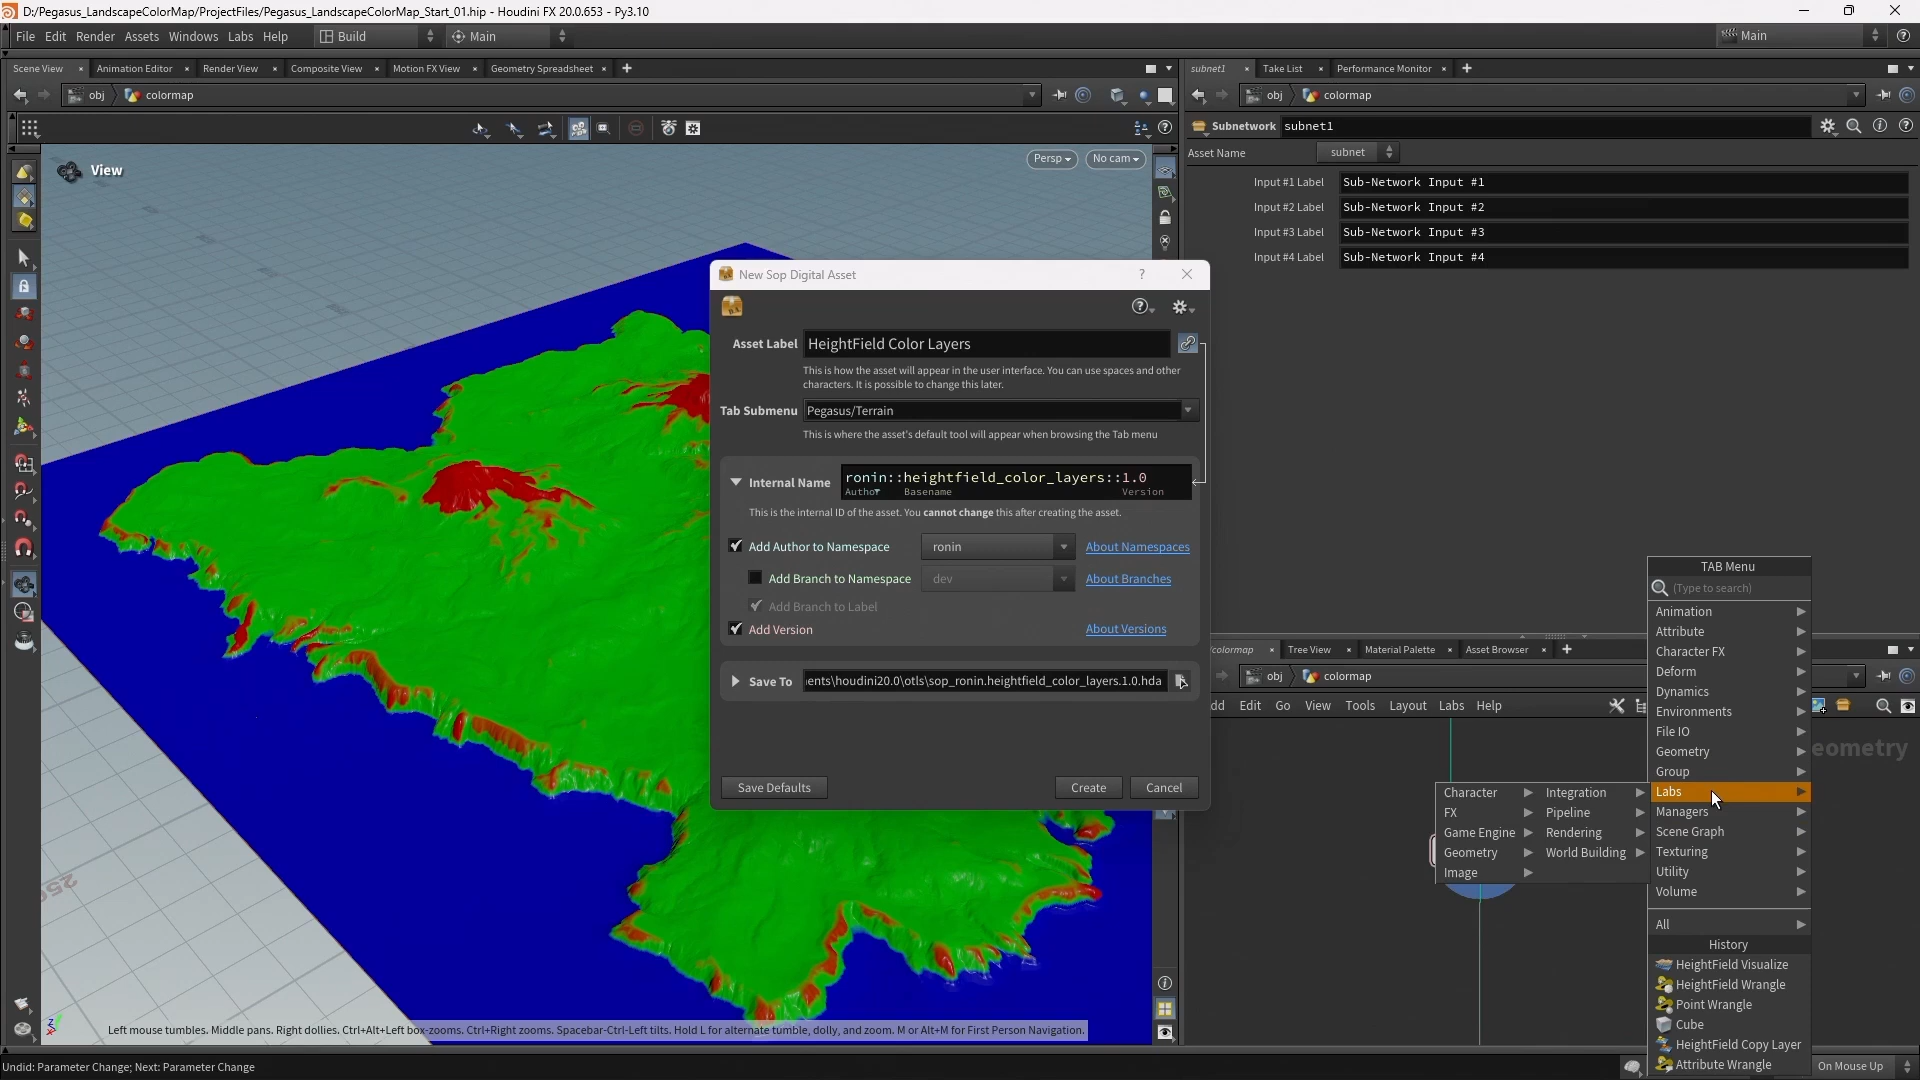 D:/Pegasus_LandscapeColorMap/ProjectFiles/Pegasus_LandscapeColorMap_Start_01.hip - Houdini FX 20.0.653 - Py3.10
File Edit Render Assets Windows Labs Help Build Main Main
Scene View Animation Editor Render View Composite View Motion FX View Geometry Spreadsheet
subnet1 Take List Performance Monitor
obj colormap
obj colormap
Subnetwork subnet1
Asset Name subnet
Input #1 Label Sub-Network Input #1
Input #2 Label Sub-Network Input #2
Input #3 Label Sub-Network Input #3
Input #4 Label Sub-Network Input #4
View
Persp No cam
New Sop Digital Asset
Asset Label HeightField Color Layers
This is how the asset will appear in the user interface. You can use spaces and other
characters. It is possible to change this later.
Tab Submenu Pegasus/Terrain
This is where the asset's default tool will appear when browsing the Tab menu
Internal Name ronin::heightfield_color_layers::1.0
Author Basename Version
This is the internal ID of the asset. You cannot change this after creating the asset.
Add Author to Namespace ronin About Namespaces
Add Branch to Namespace dev About Branches
Add Branch to Label
Add Version About Versions
Save To ents\houdini20.0\otls\sop_ronin.heightfield_color_layers.1.0.hda
Save Defaults Create Cancel
/colormap Tree View Material Palette Asset Browser
obj colormap
dd Edit Go View Tools Layout Labs Help
eometry
TAB Menu
(Type to search)
Animation
Attribute
Character FX
Deform
Dynamics
Environments
File IO
Geometry
Group
Labs
Managers
Scene Graph
Texturing
Utility
Volume
All
History
HeightField Visualize
HeightField Wrangle
Point Wrangle
Cube
HeightField Copy Layer
Attribute Wrangle
Character Integration
FX Pipeline
Game Engine Rendering
Geometry World Building
Image
250
Left mouse tumbles. Middle pans. Right dollies. Ctrl+Alt+Left box-zooms. Ctrl+Right zooms. Spacebar-Ctrl-Left tilts. Hold L for alternate tumble, dolly, and zoom. M or Alt+M for First Person Navigation.
Undid: Parameter Change; Next: Parameter Change
On Mouse Up